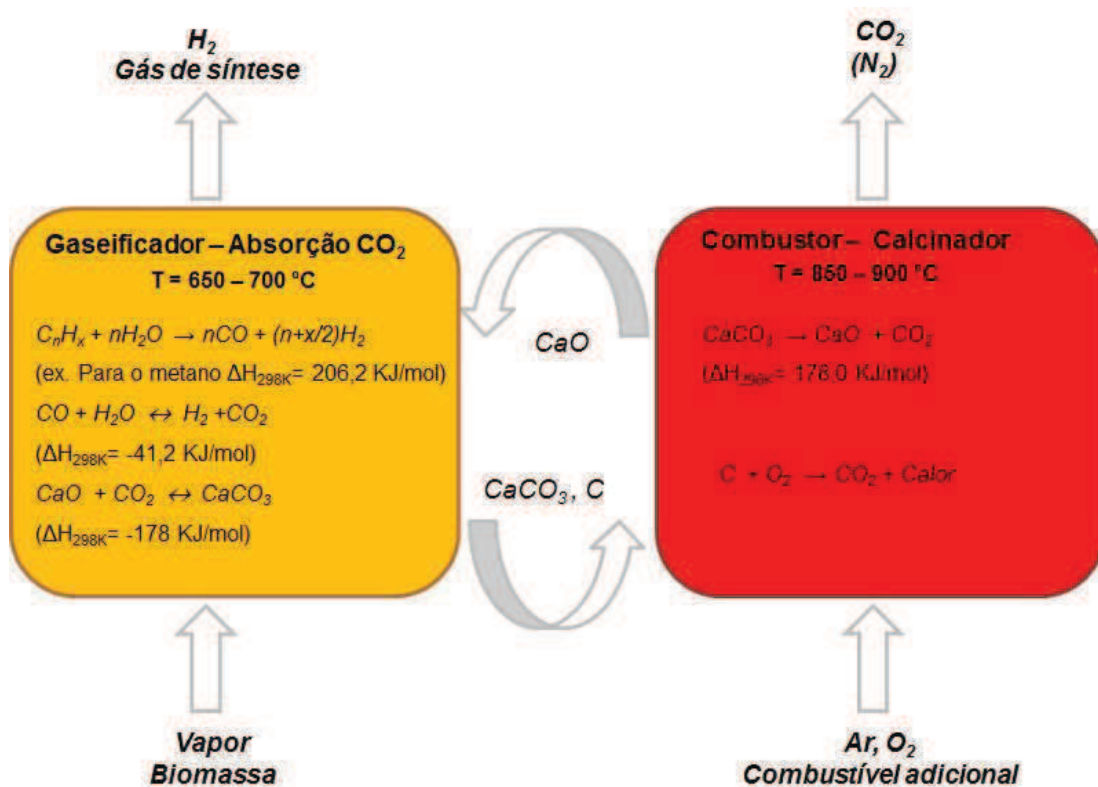 H₂
Gás de síntese
CO₂
(N₂)
Gaseificador – Absorção CO₂
T = 650 – 700 °C
CₙHₓ + nH₂O → nCO + (n+x/2)H₂
(ex. Para o metano ΔH₂₉₈K= 206,2 KJ/mol)
CO + H₂O ↔ H₂ +CO₂
(ΔH₂₉₈K= -41,2 KJ/mol)
CaO + CO₂ ↔ CaCO₃
(ΔH₂₉₈K= -178 KJ/mol)
CaO
CaCO₃, C
Combustor – Calcinador
T = 850 – 900 °C
CaCO₃ → CaO + CO₂
(ΔH₂₉₈K= 178,0 KJ/mol)
C + O₂ → CO₂ + Calor
Vapor
Biomassa
Ar, O₂
Combustível adicional